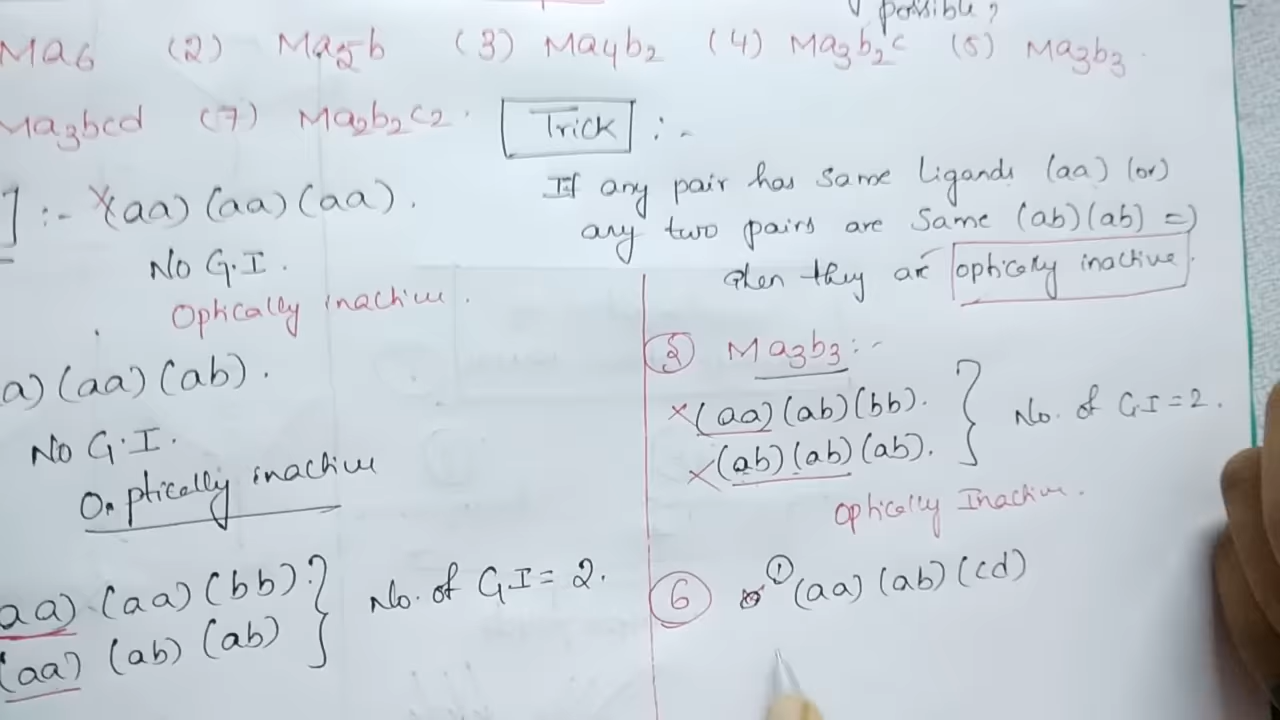 possible?
Ma6 (2) Ma5b (3) Ma4b2 (4) Ma3b2c (5) Ma3b3.
Ma3bcd (7) Ma2b2c2. Trick :-
] :- x(aa) (aa) (aa).
No G.I.
Optically inactive.
If any pair has same ligands (aa) (or)
any two pairs are same (ab)(ab) =)
then they are optically inactive.
a) (aa) (ab).
No G.I.
Optically inactive
aa) (aa) (bb).
(aa) (ab) (ab) } No. of GI = 2.
5 Ma3b3:-
x (aa) (ab) (bb).
x (ab) (ab) (ab). } No. of GI = 2.
Optically Inactive.
6 1 (aa) (ab) (cd)